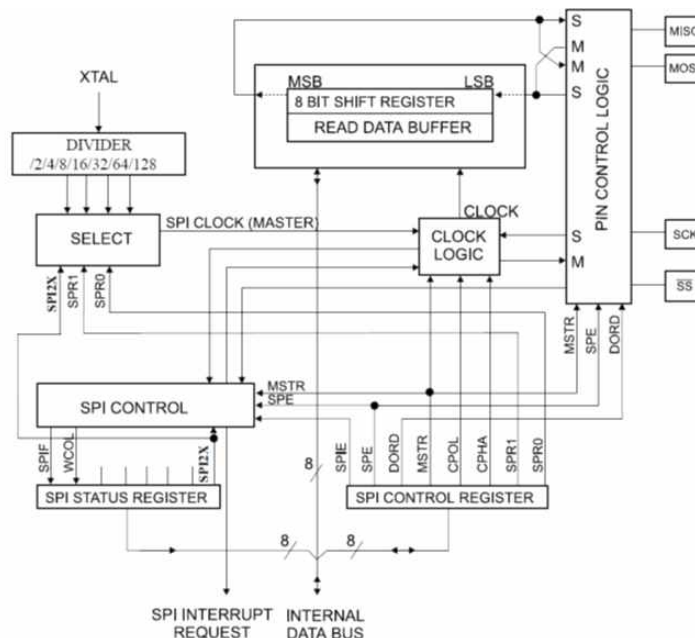 S
MISO
M
MOSI
M
S
MSB
LSB
8 BIT SHIFT REGISTER
READ DATA BUFFER
XTAL
DIVIDER
/2/4/8/16/32/64/128
PIN CONTROL LOGIC
SELECT
SPI CLOCK (MASTER)
CLOCK
CLOCK
LOGIC
S
M
SCK
SS
SPI2X
SPR1
SPR0
MSTR
SPE
DORD
SPI CONTROL
MSTR
SPE
SPIF
WCOL
SPI2X
SPIE
SPE
DORD
MSTR
CPOL
CPHA
SPR1
SPR0
8
SPI STATUS REGISTER
SPI CONTROL REGISTER
8
8
SPI INTERRUPT
REQUEST
INTERNAL
DATA BUS